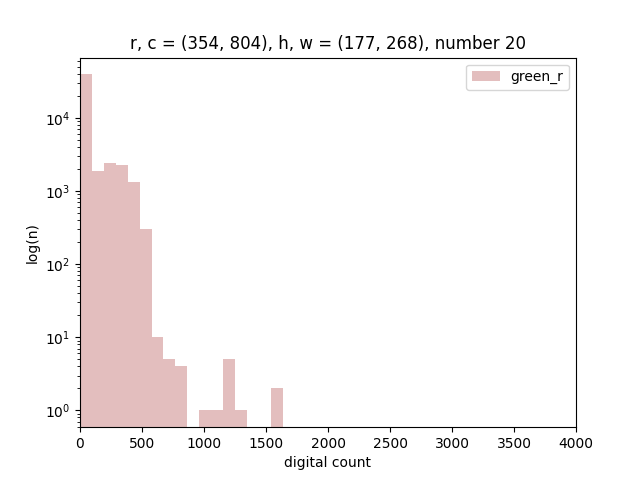 r, c = (354, 804), h, w = (177, 268), number 20
green_r
log(n)
10⁴
10³
10²
10¹
10⁰
0 500 1000 1500 2000 2500 3000 3500 4000
digital count